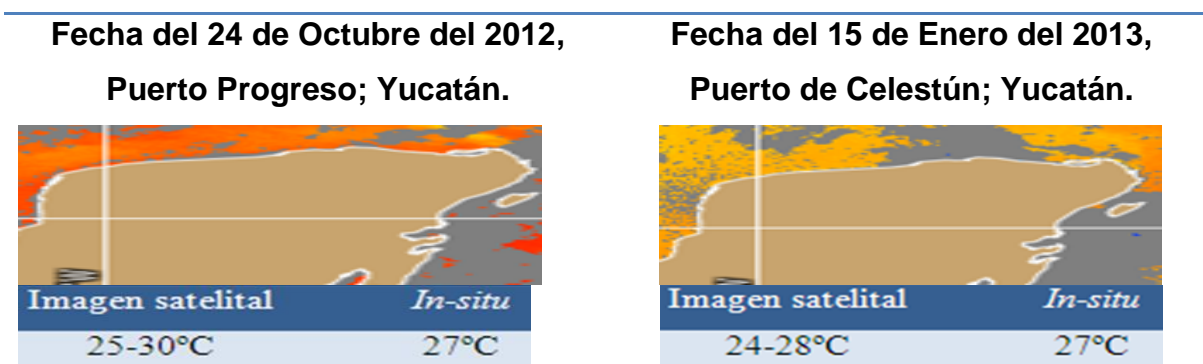 Fecha del 24 de Octubre del 2012,
Puerto Progreso; Yucatán.
Imagen satelital In-situ
25-30°C 27°C
Fecha del 15 de Enero del 2013,
Puerto de Celestún; Yucatán.
Imagen satelital In-situ
24-28°C 27°C